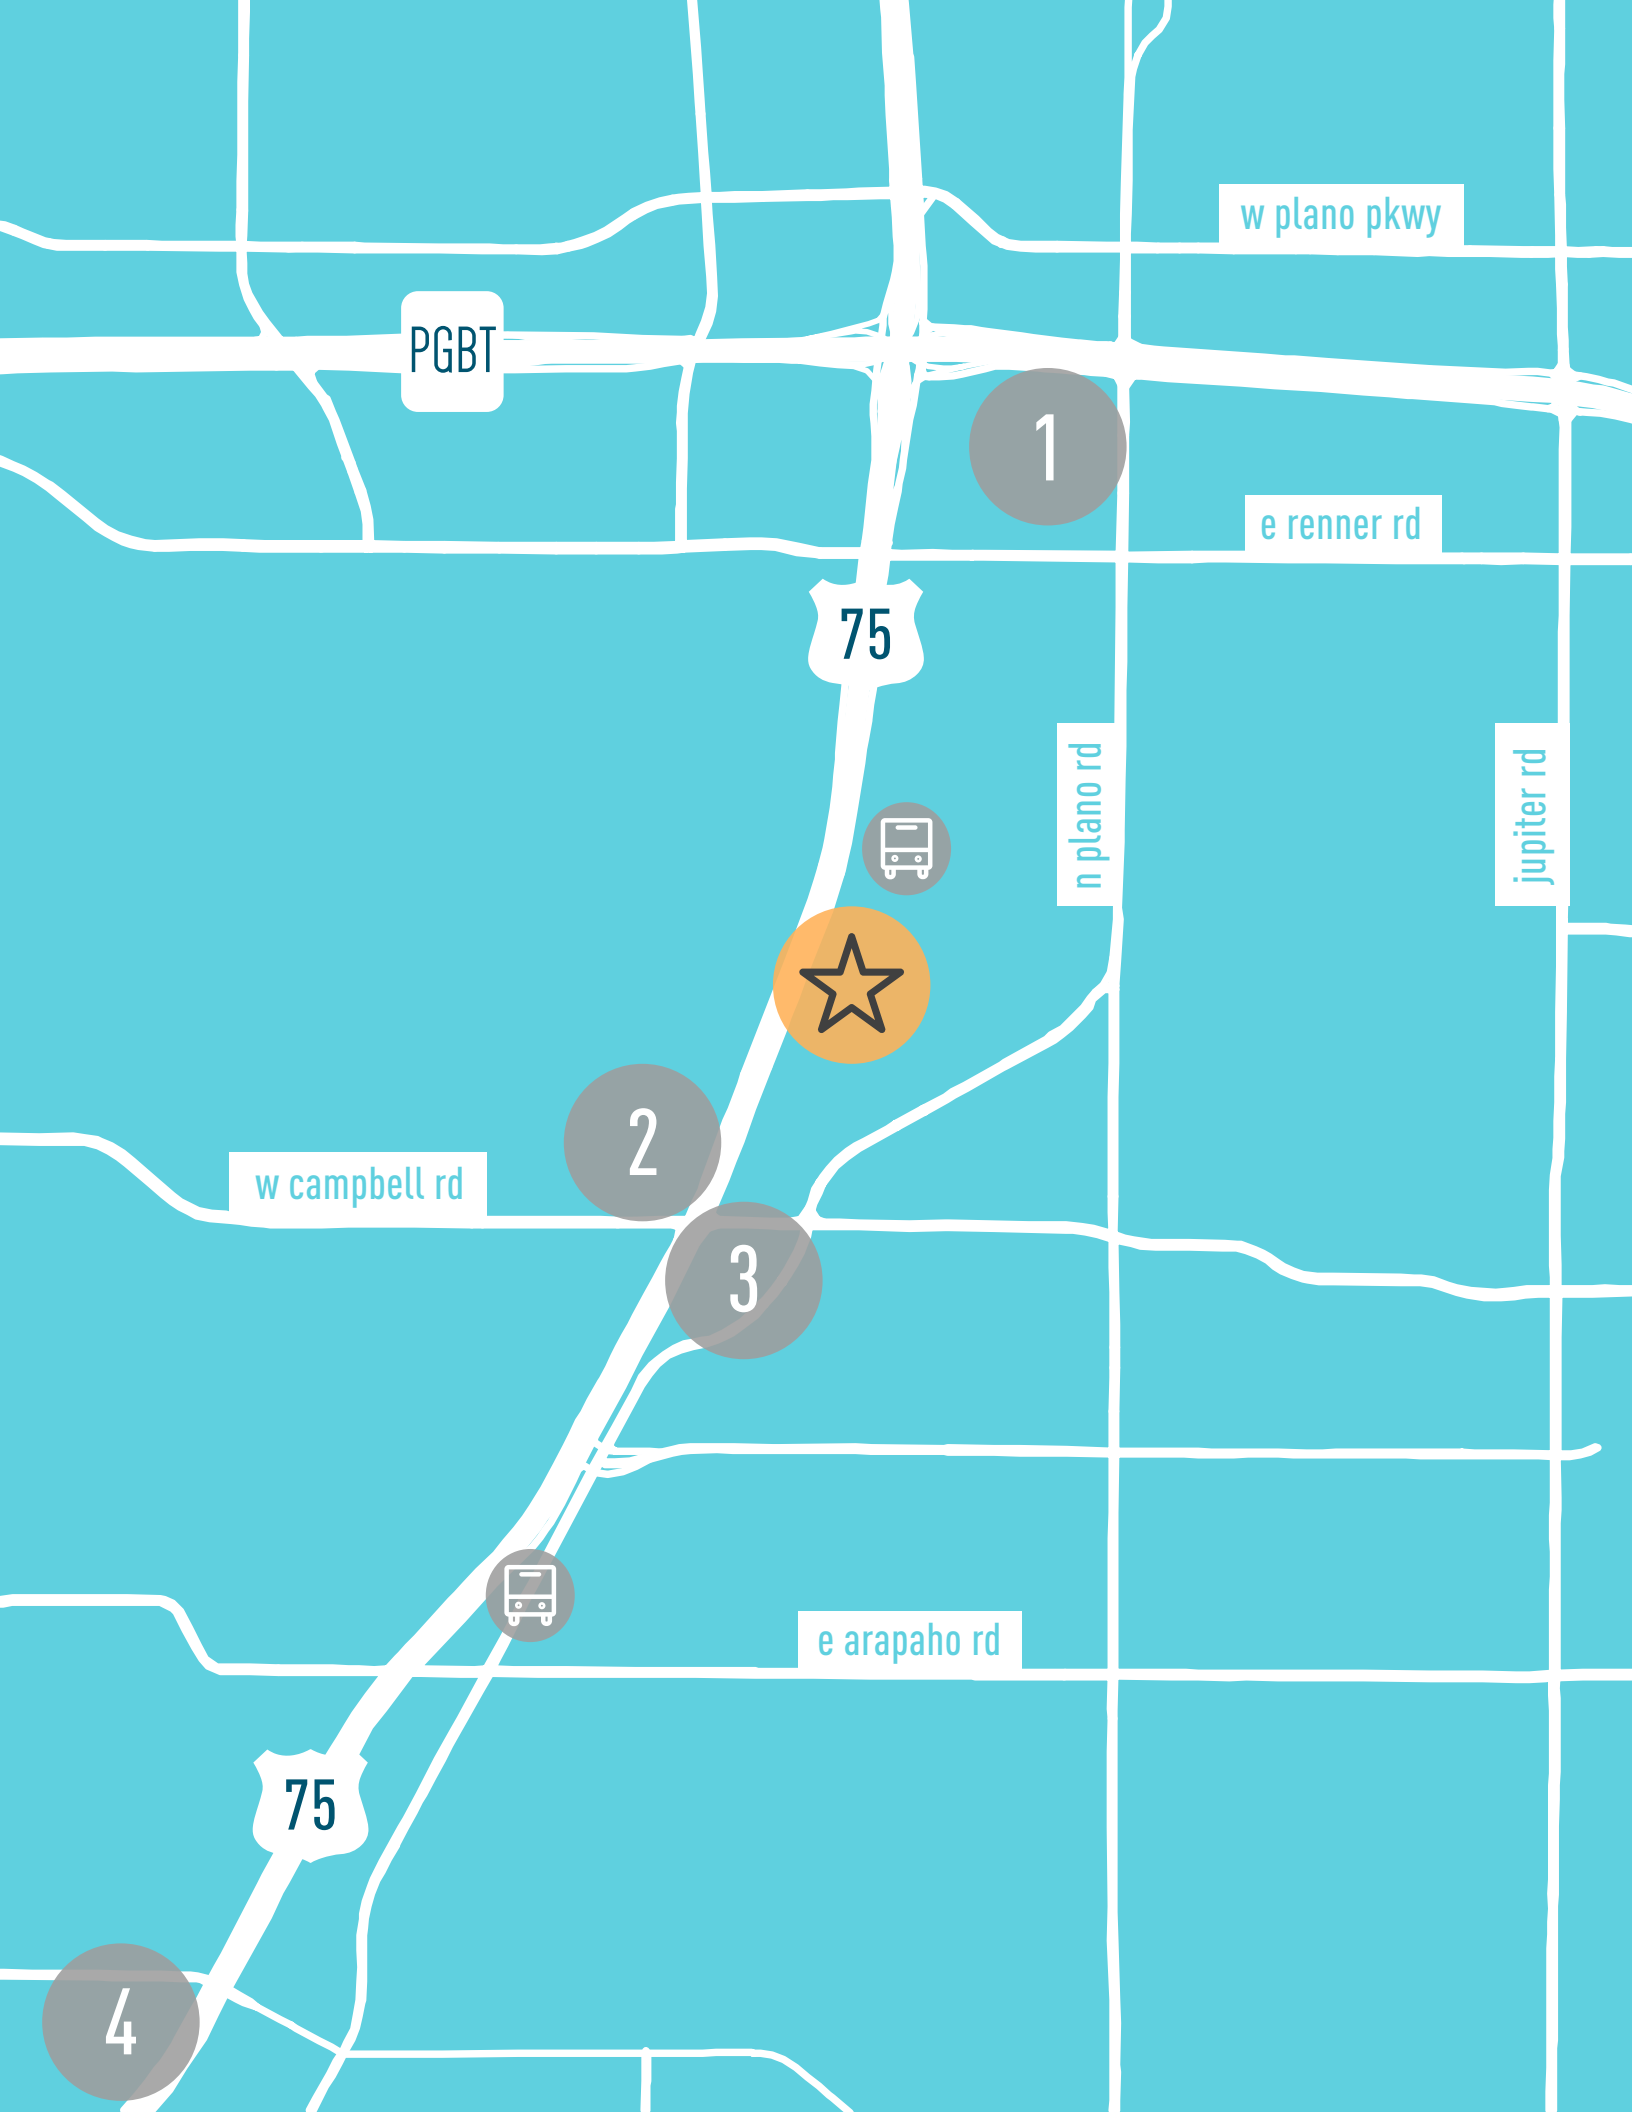 w plano pkwy
PGBT
1
e renner rd
75
n plano rd
jupiter rd
2
w campbell rd
3
e arapaho rd
75
4